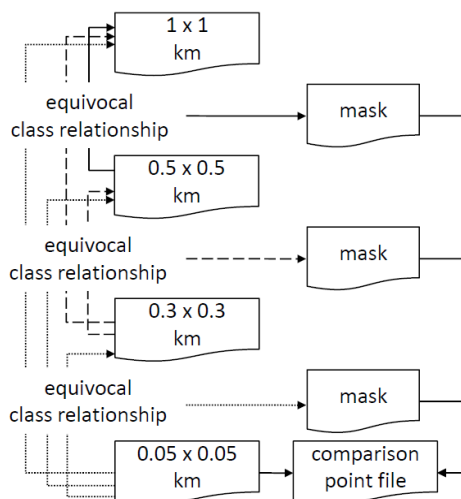 1 x 1
km
equivocal
class relationship
mask
0.5 x 0.5
km
equivocal
class relationship
mask
0.3 x 0.3
km
equivocal
class relationship
mask
0.05 x 0.05
km
comparison
point file